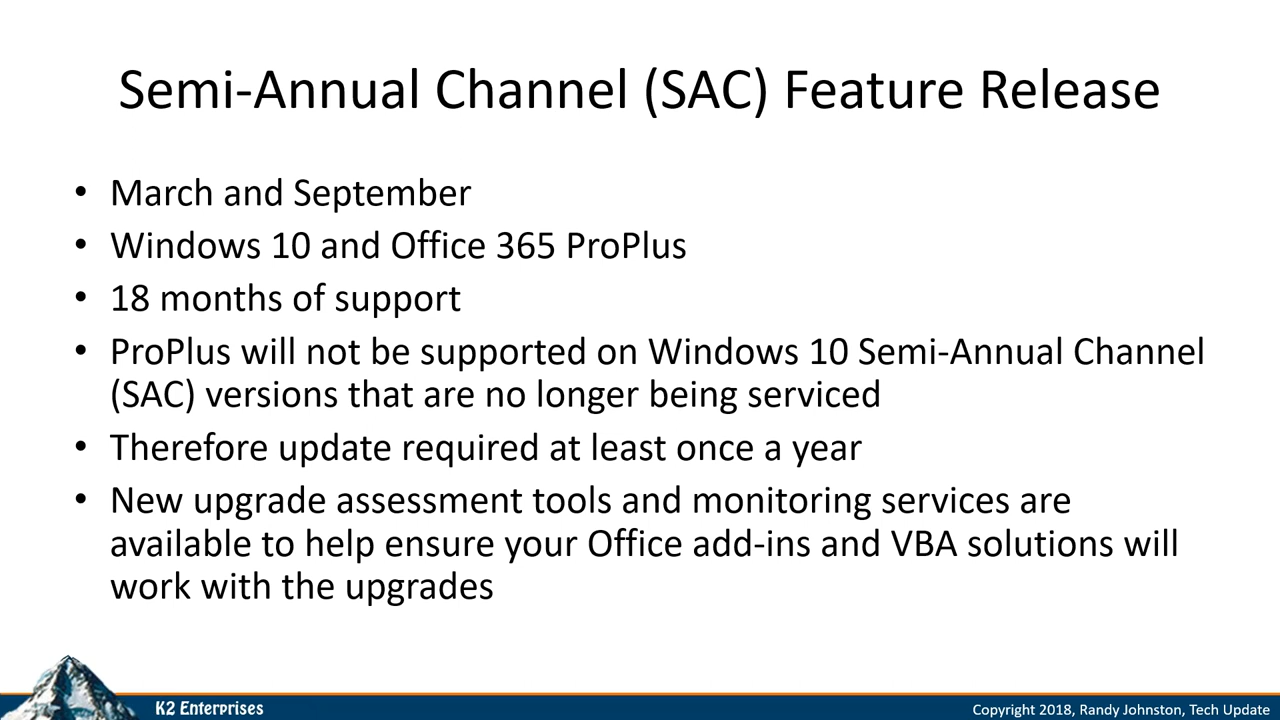 Semi-Annual Channel (SAC) Feature Release
• March and September
• Windows 10 and Office 365 ProPlus
• 18 months of support
• ProPlus will not be supported on Windows 10 Semi-Annual Channel
(SAC) versions that are no longer being serviced
• Therefore update required at least once a year
• New upgrade assessment tools and monitoring services are
available to help ensure your Office add-ins and VBA solutions will
work with the upgrades
K2 Enterprises
Copyright 2018, Randy Johnston, Tech Update